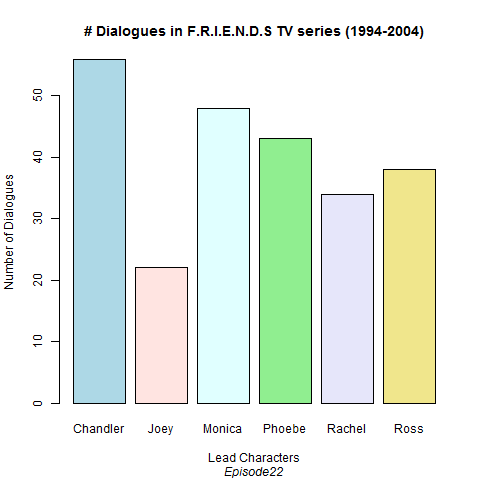 # Dialogues in F.R.I.E.N.D.S TV series (1994-2004)
Number of Dialogues
50
40
30
20
10
0
Chandler Joey Monica Phoebe Rachel Ross
Lead Characters
Episode22